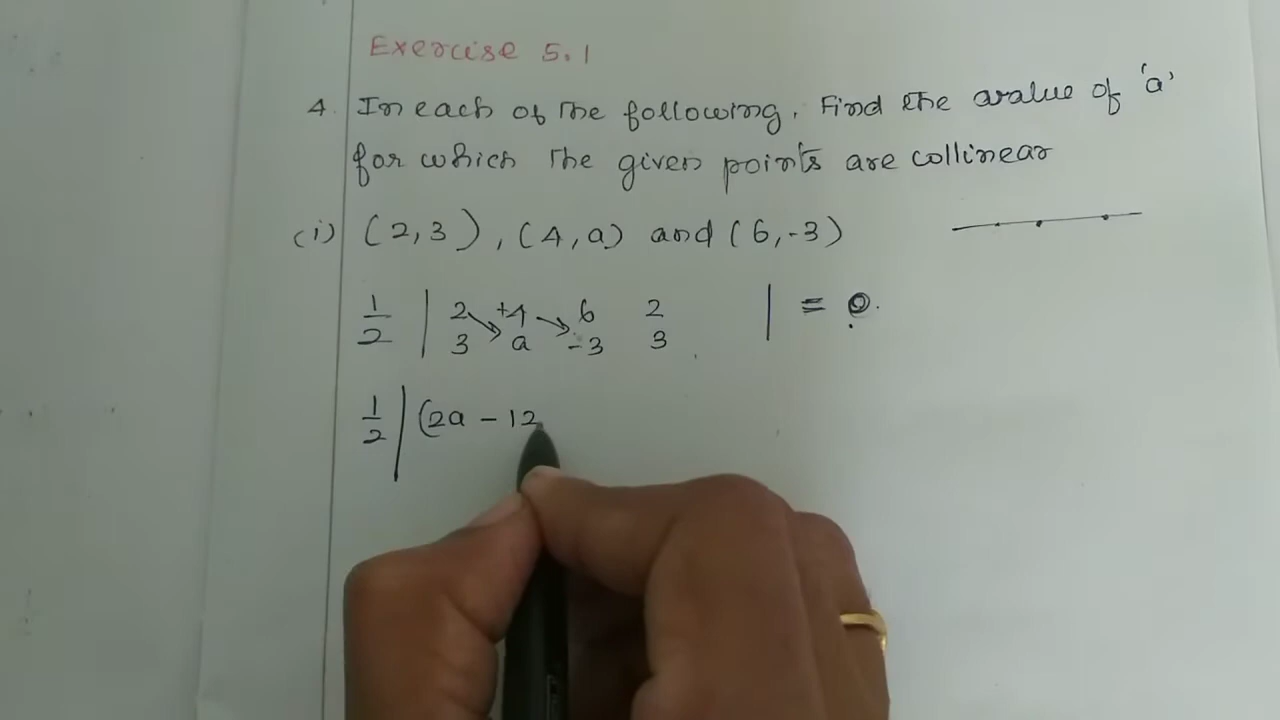 Exercise 5.1
4. In each of the following. Find the value of 'a'
for which the given points are collinear
(i) (2,3), (4,a) and (6,-3)
1/2 | 2 +4 6 2 | = 0.
3 a -3 3
1/2 | (2a - 12